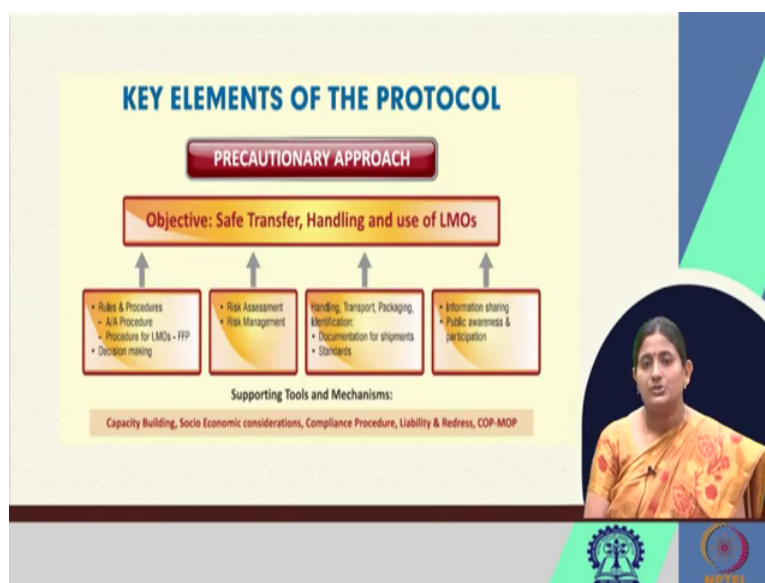 KEY ELEMENTS OF THE PROTOCOL
PRECAUTIONARY APPROACH
Objective: Safe Transfer, Handling and use of LMOs
• Rules & Procedures
– A/A Procedure
– Procedure for LMOs - FFP
• Decision making
• Risk Assessment
• Risk Management
Handling, Transport, Packaging,
Identification:
• Documentation for shipments
• Standards
• Information sharing
• Public awareness &
participation
Supporting Tools and Mechanisms:
Capacity Building, Socio Economic considerations, Compliance Procedure, Liability & Redress, COP-MOP
NPTEL